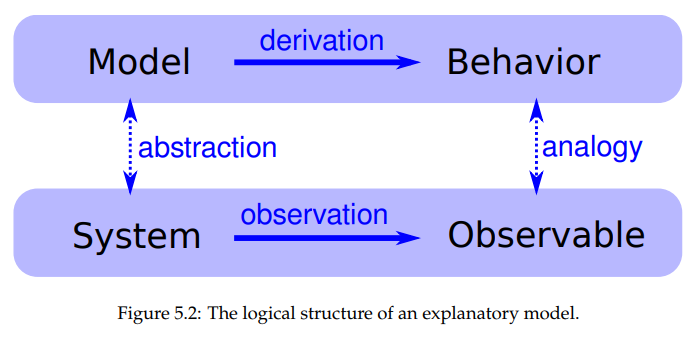 derivation
Model Behavior
abstraction analogy
observation
System Observable
Figure 5.2: The logical structure of an explanatory model.